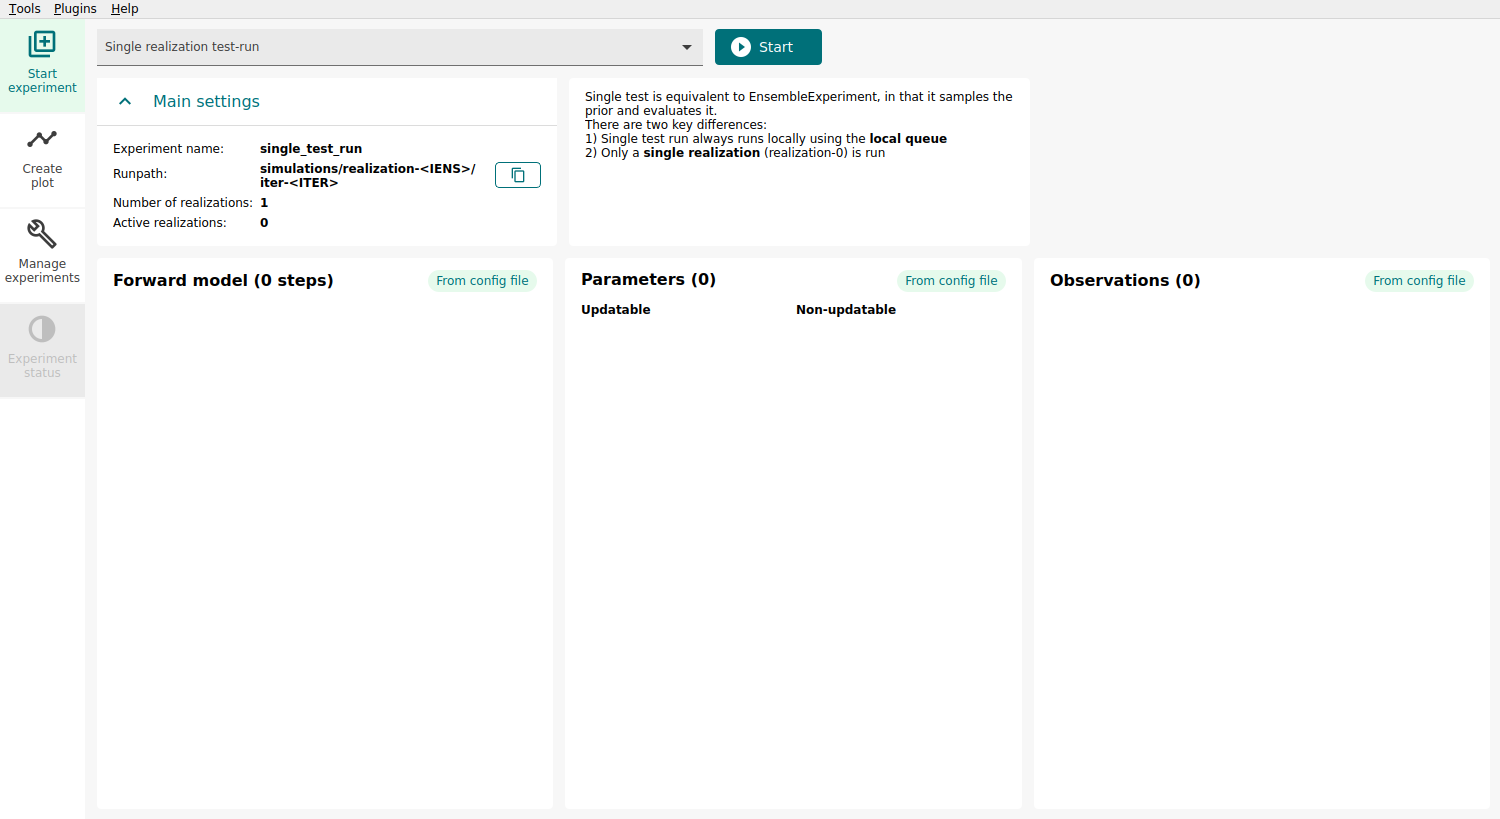 Tools Plugins Help
Start
experiment
Create
plot
Manage
experiments
Experiment
status
Single realization test-run
Start
Main settings
Experiment name: single_test_run
Runpath: simulations/realization-<IENS>/
iter-<ITER>
Number of realizations: 1
Active realizations: 0
Single test is equivalent to EnsembleExperiment, in that it samples the
prior and evaluates it.
There are two key differences:
1) Single test run always runs locally using the local queue
2) Only a single realization (realization-0) is run
Forward model (0 steps) From config file
Parameters (0) From config file
Updatable Non-updatable
Observations (0) From config file